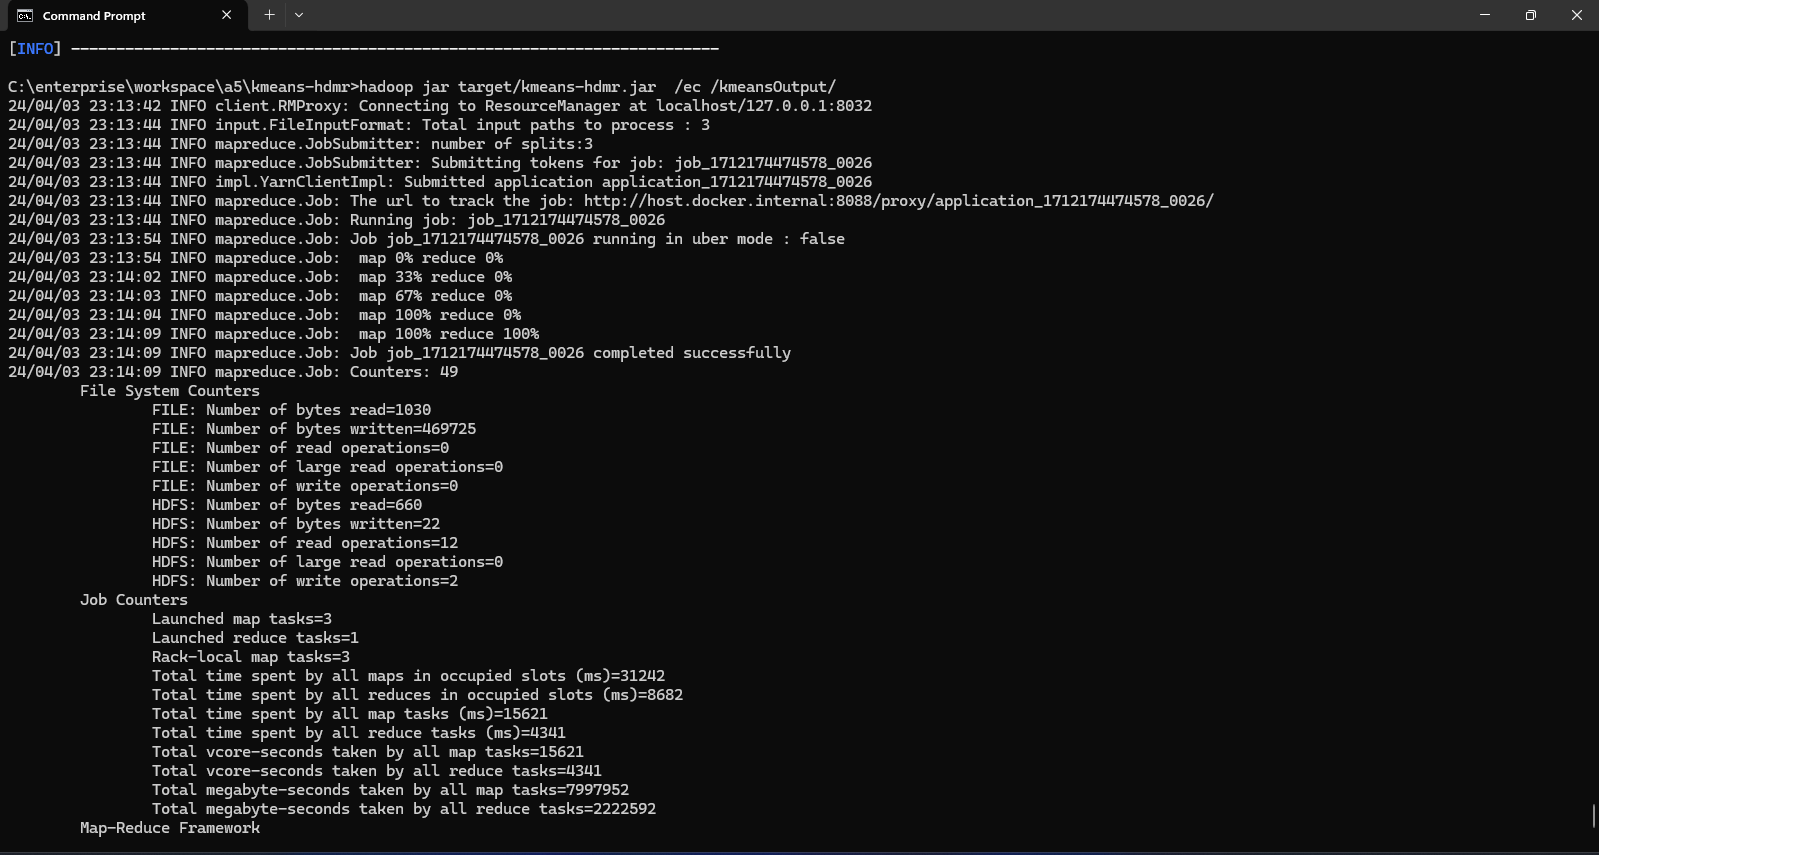 Command Prompt
[INFO] ------------------------------------------------------------------------
C:\enterprise\workspace\a5\kmeans-hdmr>hadoop jar target/kmeans-hdmr.jar  /ec /kmeansOutput/
24/04/03 23:13:42 INFO client.RMProxy: Connecting to ResourceManager at localhost/127.0.0.1:8032
24/04/03 23:13:44 INFO input.FileInputFormat: Total input paths to process : 3
24/04/03 23:13:44 INFO mapreduce.JobSubmitter: number of splits:3
24/04/03 23:13:44 INFO mapreduce.JobSubmitter: Submitting tokens for job: job_1712174474578_0026
24/04/03 23:13:44 INFO impl.YarnClientImpl: Submitted application application_1712174474578_0026
24/04/03 23:13:44 INFO mapreduce.Job: The url to track the job: http://host.docker.internal:8088/proxy/application_1712174474578_0026/
24/04/03 23:13:44 INFO mapreduce.Job: Running job: job_1712174474578_0026
24/04/03 23:13:54 INFO mapreduce.Job: Job job_1712174474578_0026 running in uber mode : false
24/04/03 23:13:54 INFO mapreduce.Job:  map 0% reduce 0%
24/04/03 23:14:02 INFO mapreduce.Job:  map 33% reduce 0%
24/04/03 23:14:03 INFO mapreduce.Job:  map 67% reduce 0%
24/04/03 23:14:04 INFO mapreduce.Job:  map 100% reduce 0%
24/04/03 23:14:09 INFO mapreduce.Job:  map 100% reduce 100%
24/04/03 23:14:09 INFO mapreduce.Job: Job job_1712174474578_0026 completed successfully
24/04/03 23:14:09 INFO mapreduce.Job: Counters: 49
File System Counters
FILE: Number of bytes read=1030
FILE: Number of bytes written=469725
FILE: Number of read operations=0
FILE: Number of large read operations=0
FILE: Number of write operations=0
HDFS: Number of bytes read=660
HDFS: Number of bytes written=22
HDFS: Number of read operations=12
HDFS: Number of large read operations=0
HDFS: Number of write operations=2
Job Counters
Launched map tasks=3
Launched reduce tasks=1
Rack-local map tasks=3
Total time spent by all maps in occupied slots (ms)=31242
Total time spent by all reduces in occupied slots (ms)=8682
Total time spent by all map tasks (ms)=15621
Total time spent by all reduce tasks (ms)=4341
Total vcore-seconds taken by all map tasks=15621
Total vcore-seconds taken by all reduce tasks=4341
Total megabyte-seconds taken by all map tasks=7997952
Total megabyte-seconds taken by all reduce tasks=2222592
Map-Reduce Framework